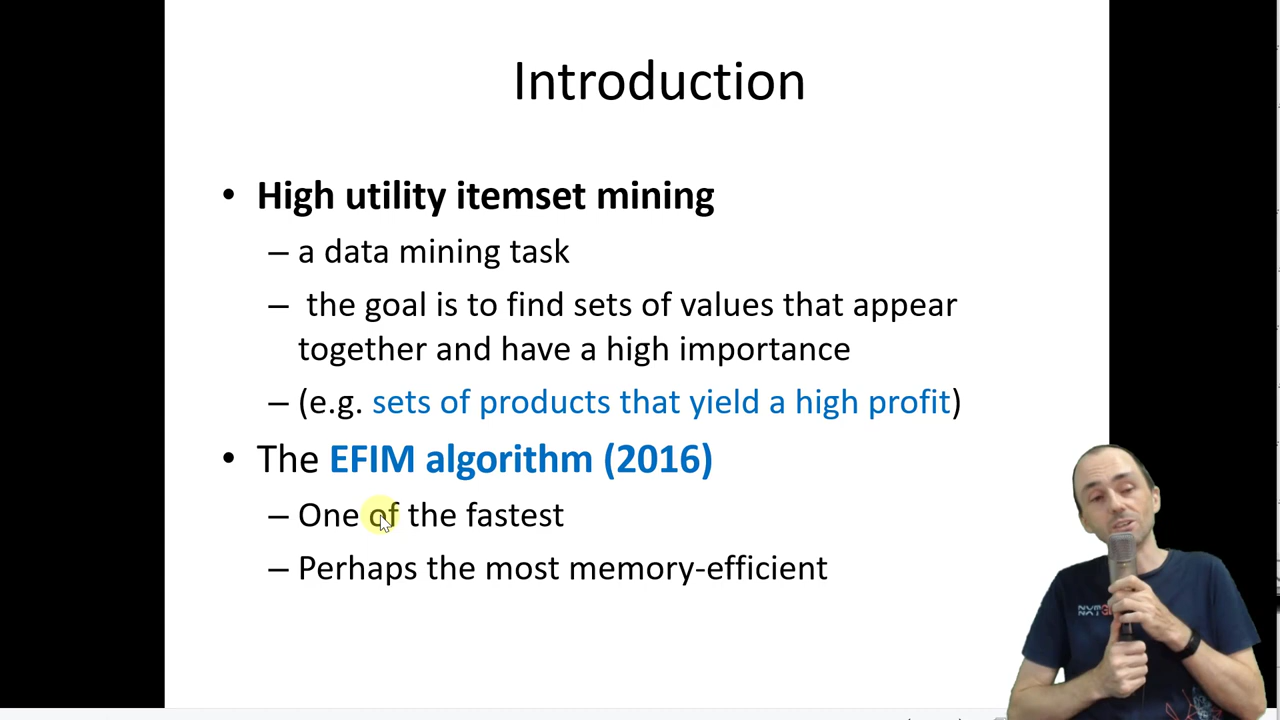 Introduction
• High utility itemset mining
– a data mining task
– the goal is to find sets of values that appear
together and have a high importance
– (e.g. sets of products that yield a high profit)
• The EFIM algorithm (2016)
– One of the fastest
– Perhaps the most memory-efficient